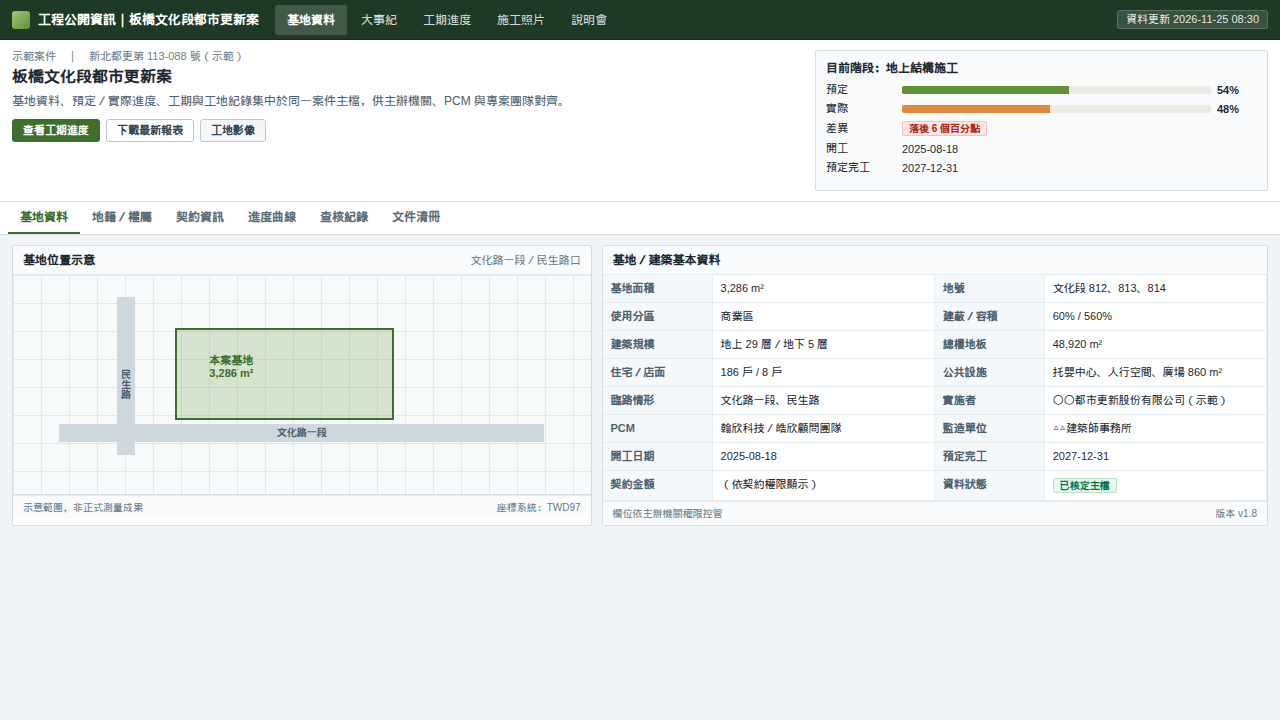 工程公開資訊｜板橋文化段都市更新案
基地資料
大事紀
工期進度
施工照片
說明會
資料更新 2026-11-25 08:30
示範案件 ｜ 新北都更第 113-088 號（示範）
板橋文化段都市更新案
基地資料、預定／實際進度、工期與工地紀錄集中於同一案件主檔，供主辦機關、PCM 與專案團隊對齊。
查看工期進度
下載最新報表
工地影像
目前階段：地上結構施工
預定 54%
實際 48%
差異 落後 6 個百分點
開工 2025-08-18
預定完工 2027-12-31
基地資料
地籍／權屬
契約資訊
進度曲線
查核紀錄
文件清冊
基地位置示意
文化路一段／民生路口
本案基地
3,286 m²
民生路
文化路一段
示意範圍，非正式測量成果
座標系統：TWD97
基地／建築基本資料
基地面積 3,286 m² 地號 文化段 812、813、814
使用分區 商業區 建蔽／容積 60% / 560%
建築規模 地上 29 層／地下 5 層 總樓地板 48,920 m²
住宅／店面 186 戶 / 8 戶 公共設施 托嬰中心、人行空間、廣場 860 m²
臨路情形 文化路一段、民生路 實施者 〇〇都市更新股份有限公司（示範）
PCM 翰欣科技／皓欣顧問團隊 監造單位 △△建築師事務所
開工日期 2025-08-18 預定完工 2027-12-31
契約金額 （依契約權限顯示） 資料狀態 已核定主檔
欄位依主辦機關權限控管
版本 v1.8